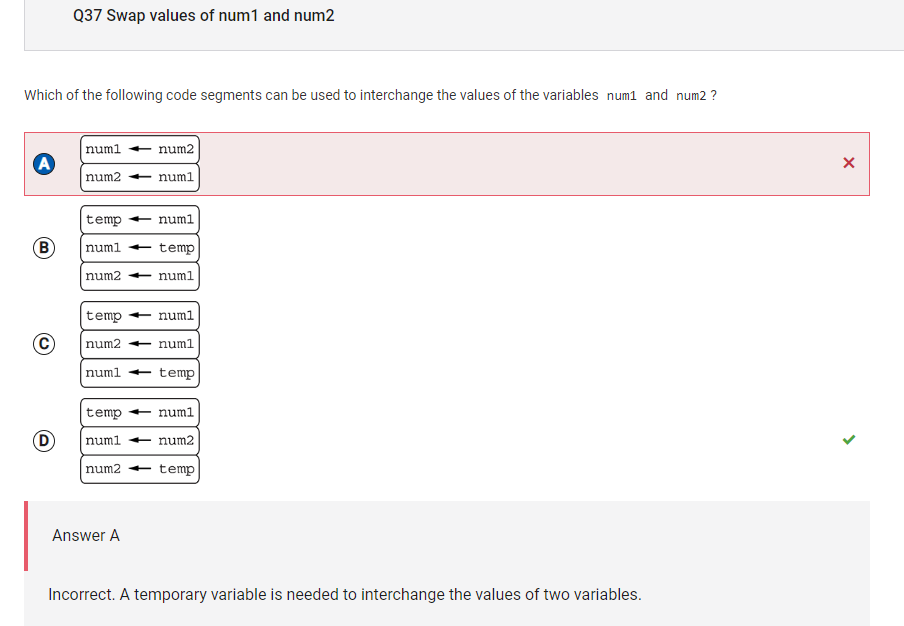 Q37 Swap values of num1 and num2
Which of the following code segments can be used to interchange the values of the variables num1 and num2 ?
A
num1 ← num2
num2 ← num1
B
temp ← num1
num1 ← temp
num2 ← num1
C
temp ← num1
num2 ← num1
num1 ← temp
D
temp ← num1
num1 ← num2
num2 ← temp
Answer A
Incorrect. A temporary variable is needed to interchange the values of two variables.